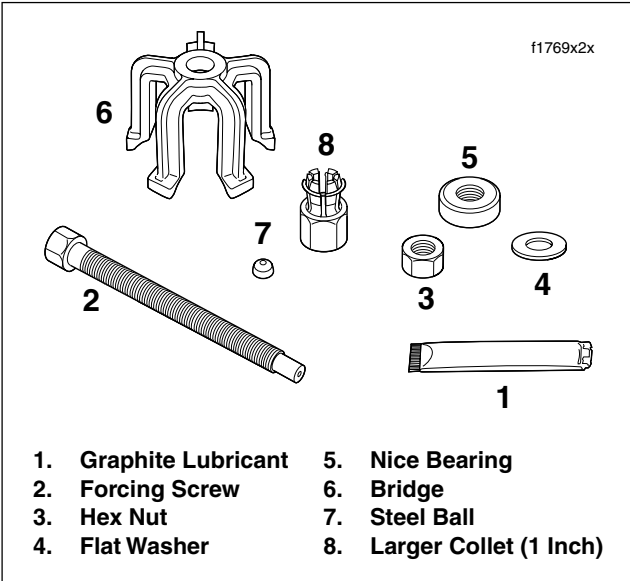 f1769x2x
6
8
5
7
2
3
4
1
1. Graphite Lubricant
2. Forcing Screw
3. Hex Nut
4. Flat Washer
5. Nice Bearing
6. Bridge
7. Steel Ball
8. Larger Collet (1 Inch)